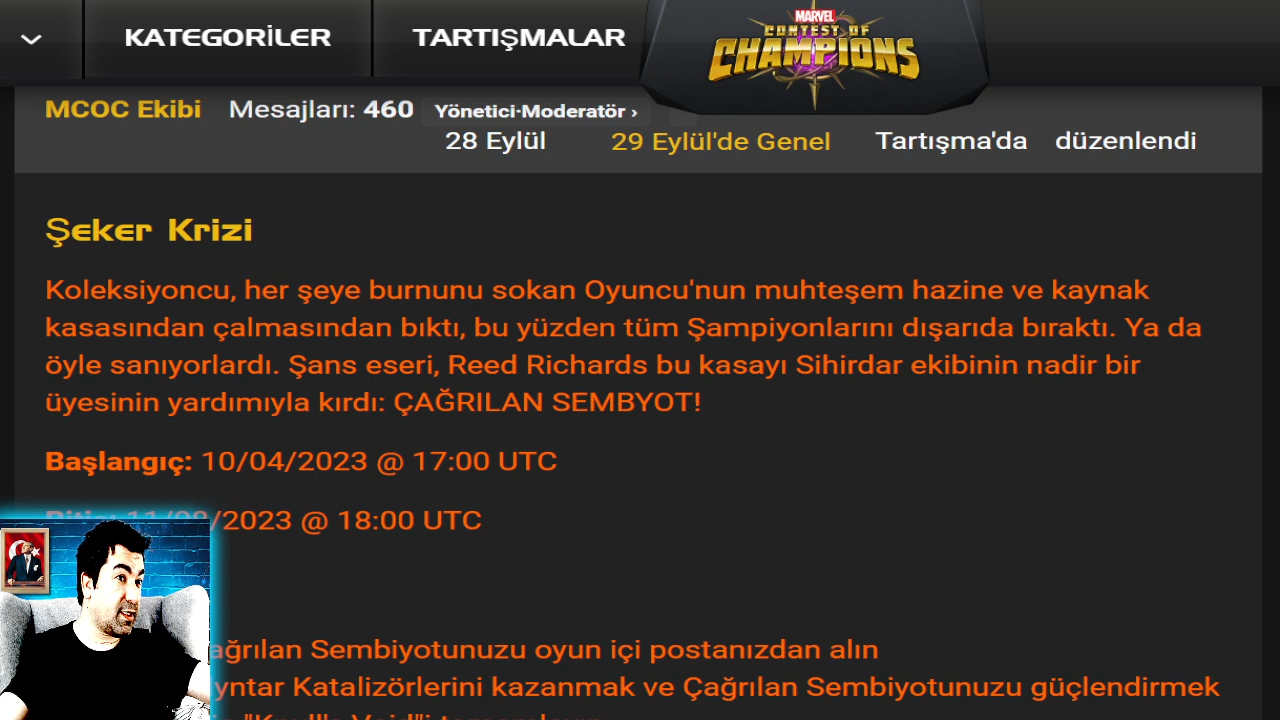 KATEGORİLER TARTIŞMALAR MARVEL CONTEST OF CHAMPIONS
MCOC Ekibi Mesajları: 460 Yönetici·Moderatör ›
28 Eylül 29 Eylül'de Genel Tartışma'da düzenlendi
Şeker Krizi
Koleksiyoncu, her şeye burnunu sokan Oyuncu'nun muhteşem hazine ve kaynak
kasasından çalmasından bıktı, bu yüzden tüm Şampiyonlarını dışarıda bıraktı. Ya da
öyle sanıyorlardı. Şans eseri, Reed Richards bu kasayı Sihirdar ekibinin nadir bir
üyesinin yardımıyla kırdı: ÇAĞRILAN SEMBYOT!
Başlangıç: 10/04/2023 @ 17:00 UTC
Bitiş: 11/08/2023 @ 18:00 UTC
ağrılan Sembiyotunuzu oyun içi postanızdan alın
yntar Katalizörlerini kazanmak ve Çağrılan Sembiyotunuzu güçlendirmek